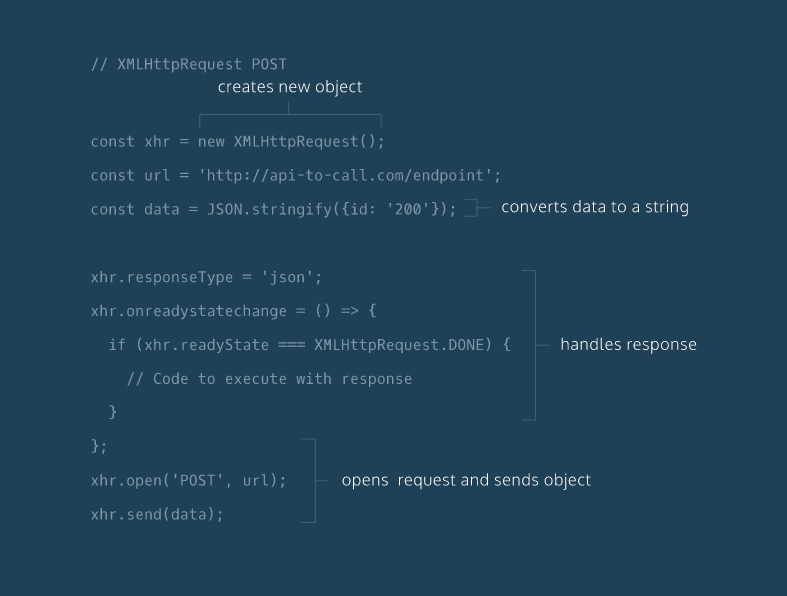 // XMLHttpRequest POST
creates new object
const xhr = new XMLHttpRequest();
const url = 'http://api-to-call.com/endpoint';
const data = JSON.stringify({id: '200'});
converts data to a string
xhr.responseType = 'json';
xhr.onreadystatechange = () => {
if (xhr.readyState === XMLHttpRequest.DONE) {
handles response
// Code to execute with response
}
};
xhr.open('POST', url);
opens request and sends object
xhr.send(data);